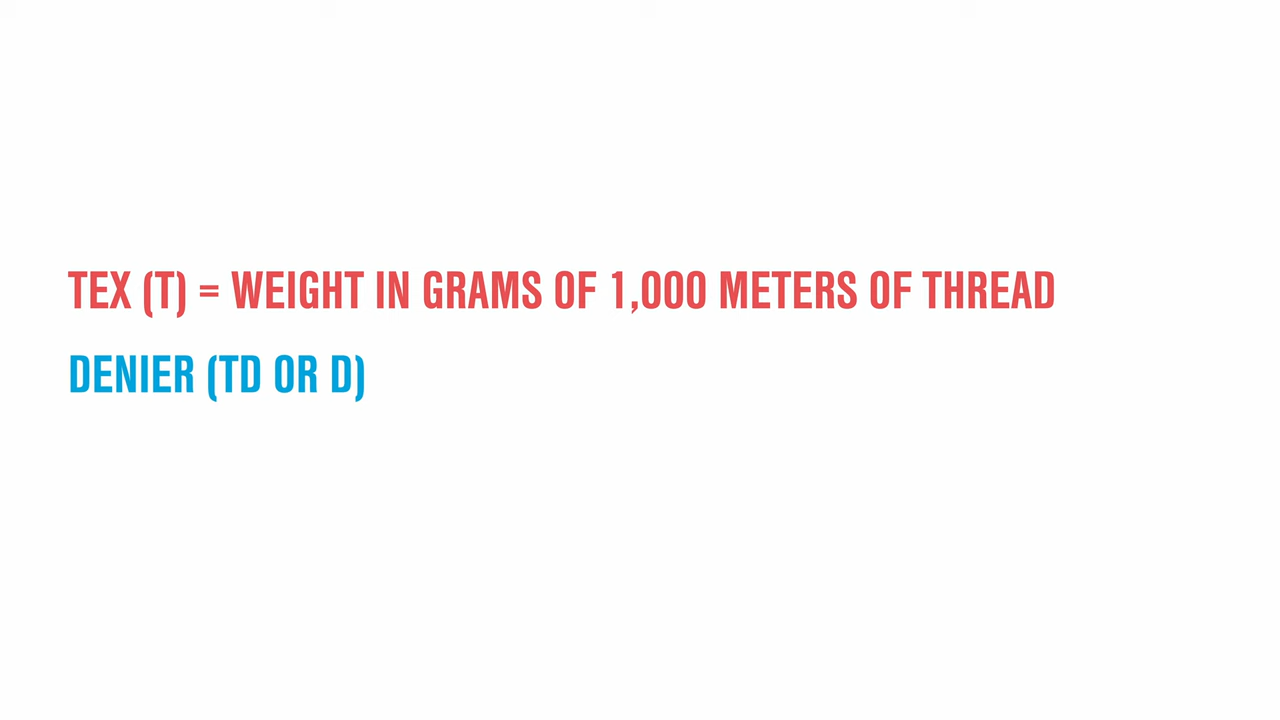 TEX (T) = WEIGHT IN GRAMS OF 1,000 METERS OF THREAD
DENIER (TD OR D)